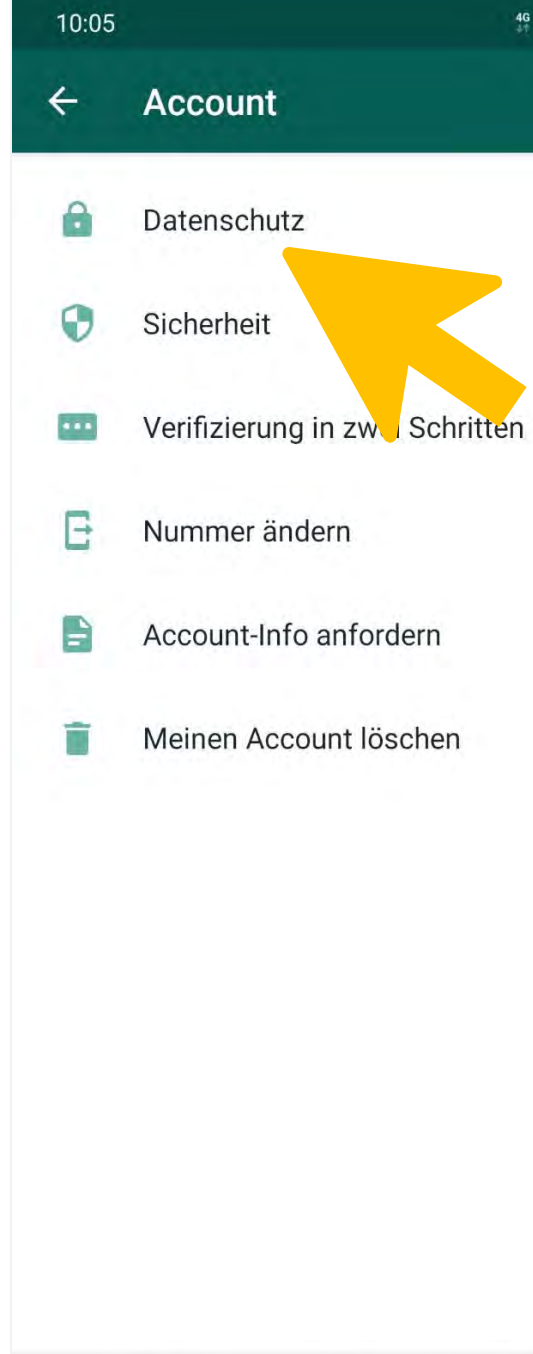 10:05
4G
Account
Datenschutz
Sicherheit
Verifizierung in Schritten
Nummer ändern
Account-Info anfordern
Meinen Account löschen